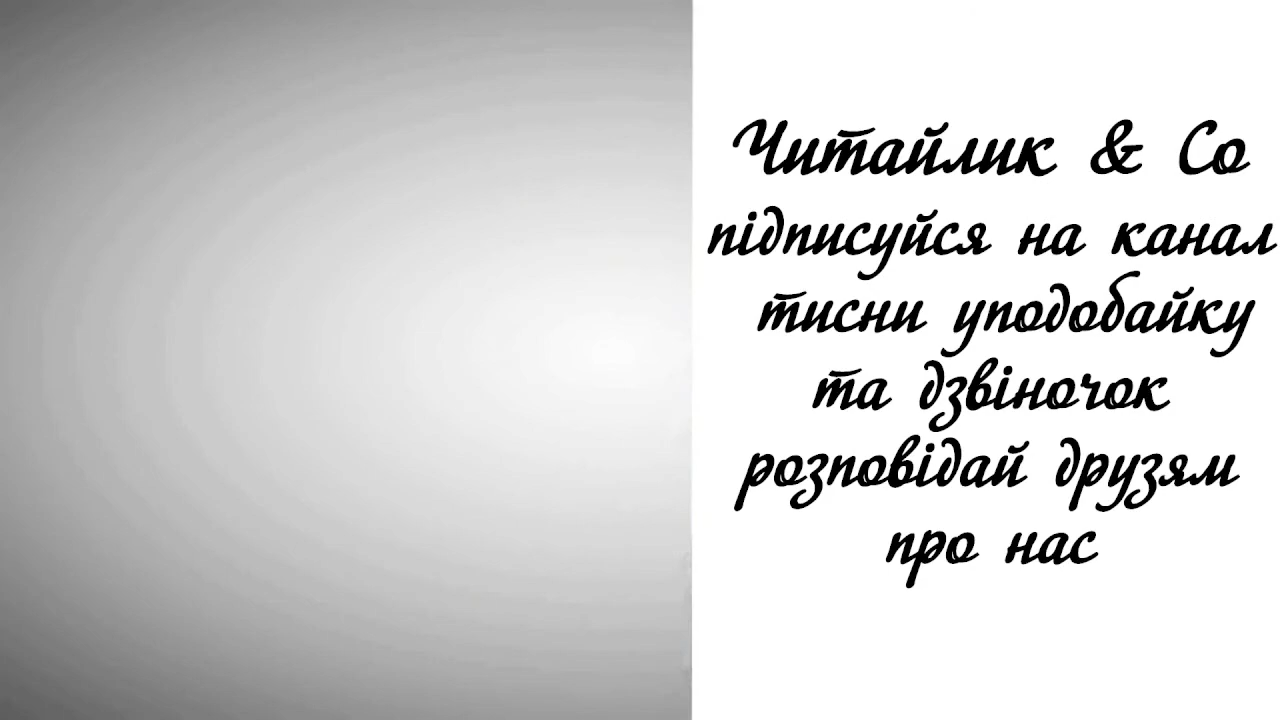 Читайлик & Co
підписуйся на канал
тисни уподобайку
та дзвіночок
розповідай друзям
про нас